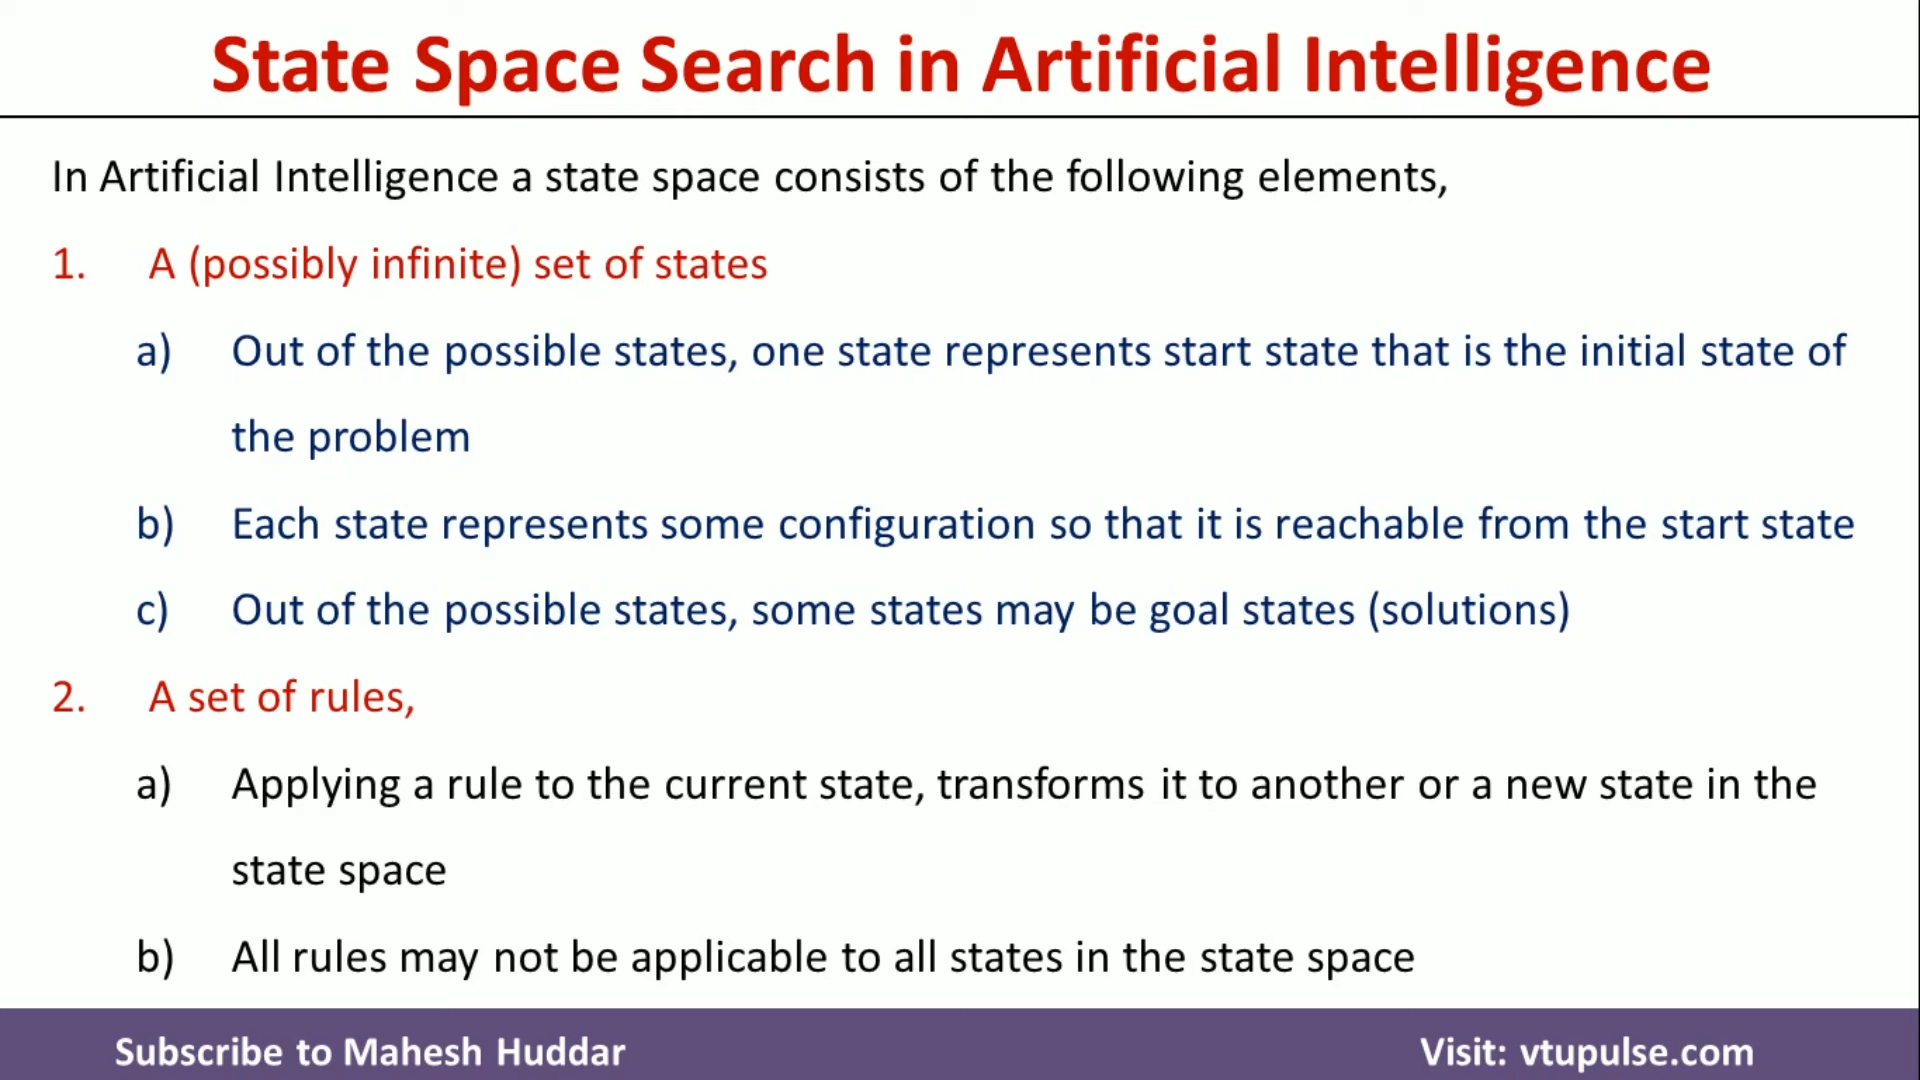 State Space Search in Artificial Intelligence
In Artificial Intelligence a state space consists of the following elements,
1. A (possibly infinite) set of states
a) Out of the possible states, one state represents start state that is the initial state of
the problem
b) Each state represents some configuration so that it is reachable from the start state
c) Out of the possible states, some states may be goal states (solutions)
2. A set of rules,
a) Applying a rule to the current state, transforms it to another or a new state in the
state space
b) All rules may not be applicable to all states in the state space
Subscribe to Mahesh Huddar Visit: vtupulse.com